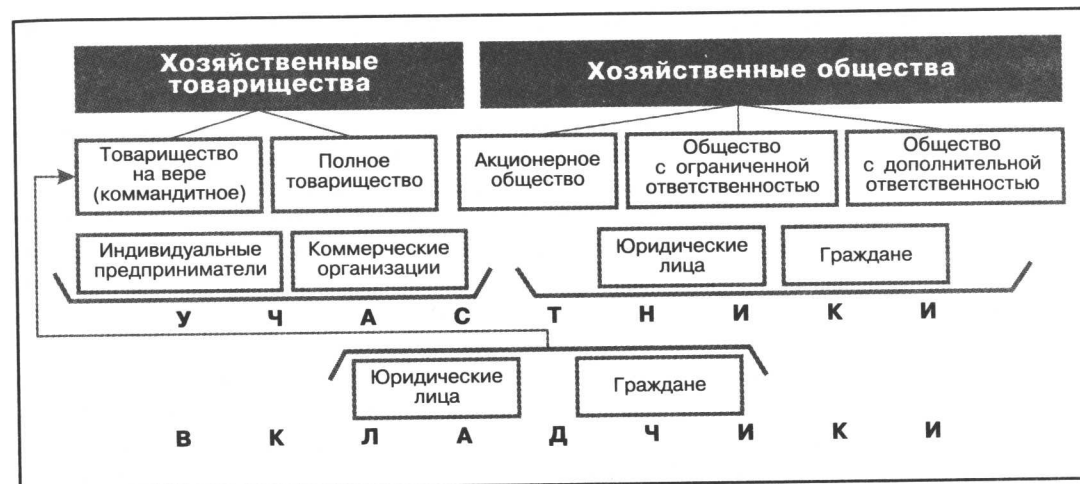 Хозяйственные
товарищества
Хозяйственные общества
Товарищество
на вере
(коммандитное)
Полное
товарищество
Акционерное
общество
Общество
с ограниченной
ответственностью
Общество
с дополнительной
ответственностью
Индивидуальные
предприниматели
Коммерческие
организации
Юридические
лица
Граждане
У Ч А С Т Н И К И
Юридические
лица
Граждане
В К Л А Д Ч И К И